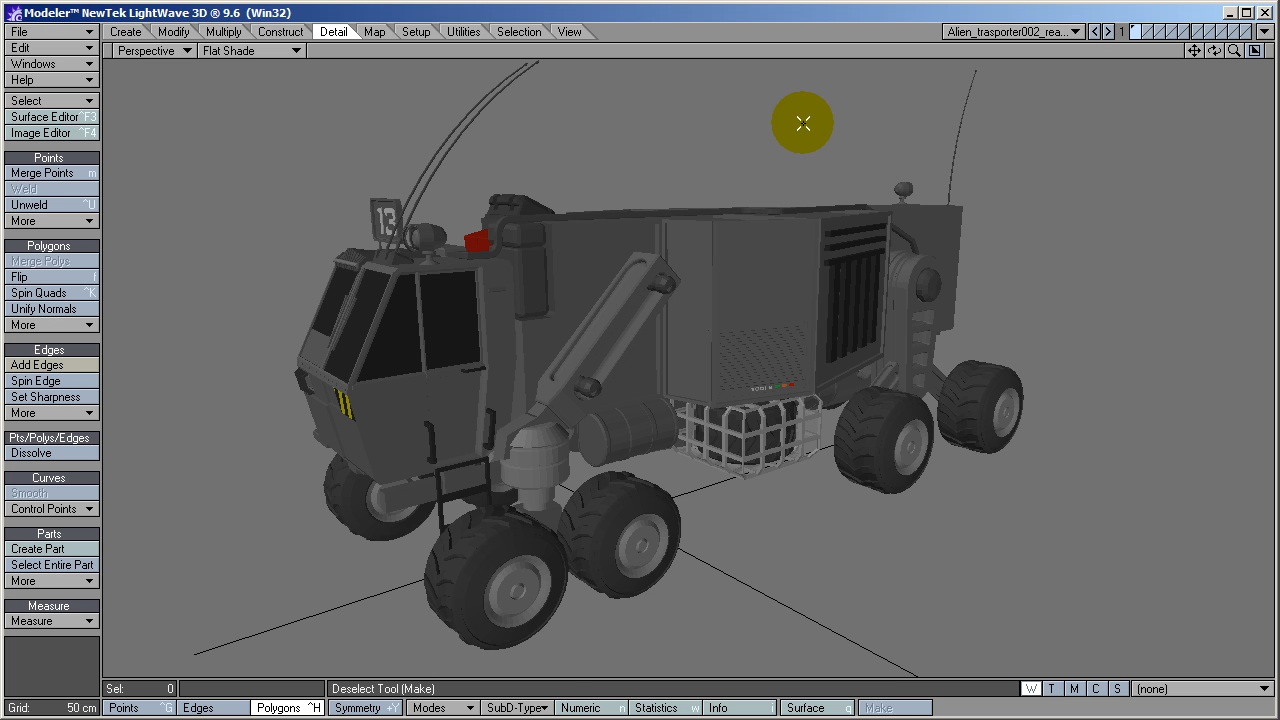 Modeler™ NewTek LightWave 3D ® 9.6 (Win32)
File
Edit
Windows
Help
Select
Surface Editor ^F3
Image Editor ^F4
Points
Merge Points m
Weld
Unweld ^U
More
Polygons
Merge Polys
Flip f
Spin Quads ^K
Unify Normals
More
Edges
Add Edges
Spin Edge
Set Sharpness
More
Pts/Polys/Edges
Dissolve
Curves
Smooth
Control Points
Parts
Create Part
Select Entire Part
More
Measure
Measure
Create Modify Multiply Construct Detail Map Setup Utilities Selection View
Alien_trasporter002_rea... 1
Perspective Flat Shade
13
Sel: 0 Deselect Tool (Make) W T M C S (none)
Grid: 50 cm Points ^G Edges Polygons ^H Symmetry +Y Modes SubD-Type Numeric n Statistics w Info i Surface q Make